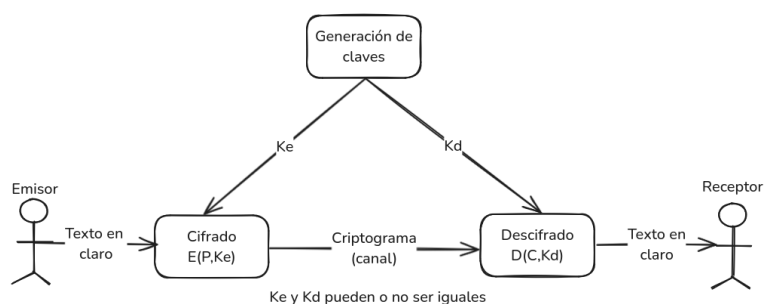 Generación de
claves
Ke
Kd
Emisor
Receptor
Texto en
claro
Cifrado
E(P,Ke)
Criptograma
(canal)
Descifrado
D(C,Kd)
Texto en
claro
Ke y Kd pueden o no ser iguales